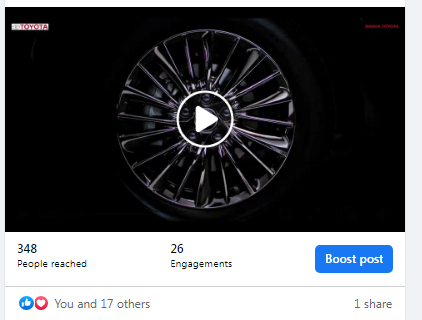 TOYOTA
348
People reached
26
Engagements
Boost post
You and 17 others
1 share